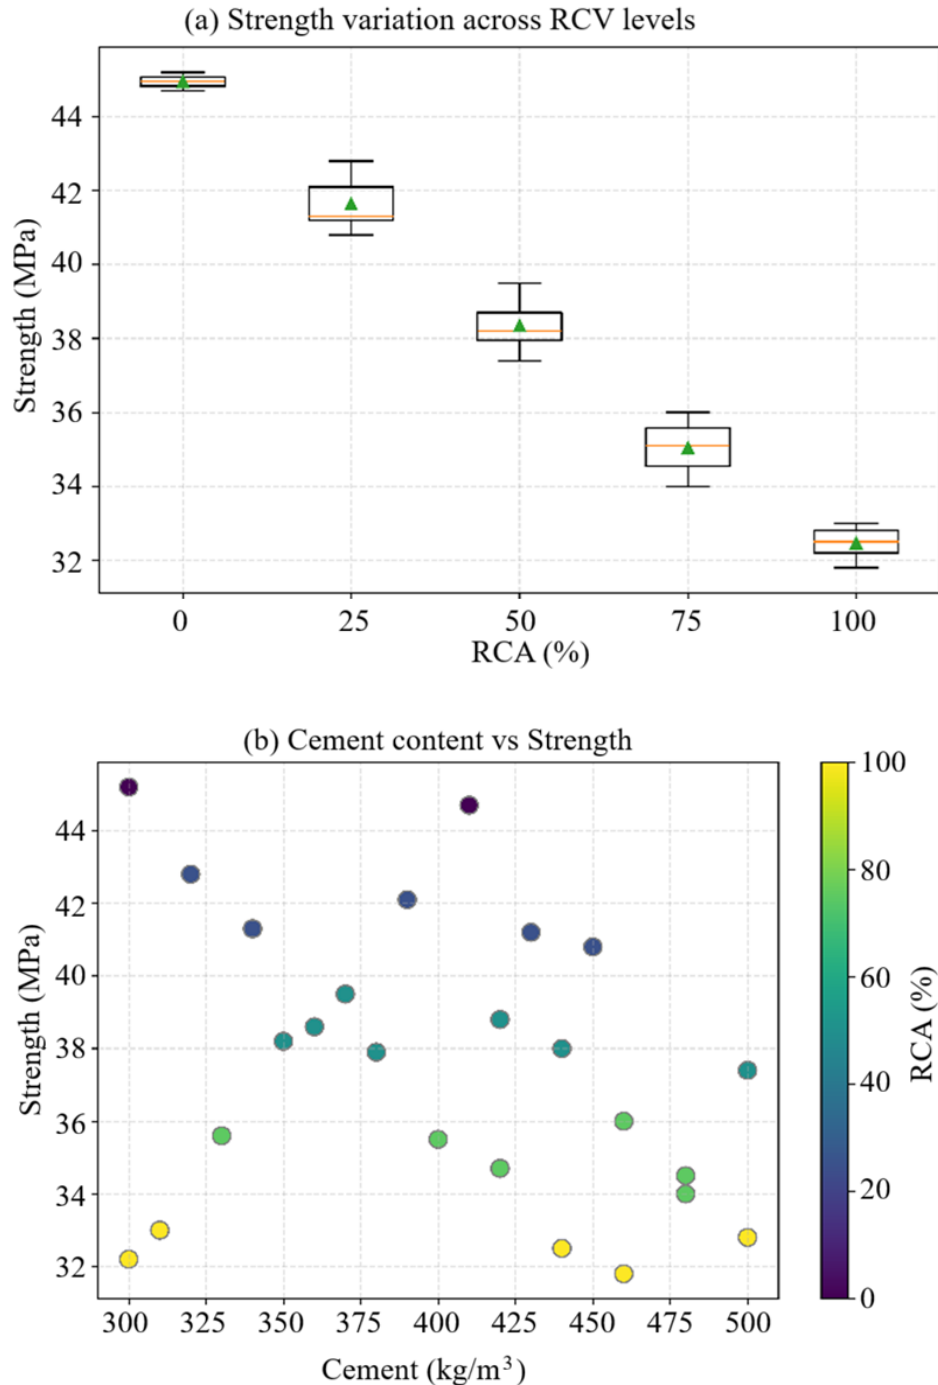 (a) Strength variation across RCV levels
Strength (MPa)
44
42
40
38
36
34
32
0 25 50 75 100
RCA (%)
(b) Cement content vs Strength
Strength (MPa)
44
42
40
38
36
34
32
300 325 350 375 400 425 450 475 500
Cement (kg/m³)
100
80
60
40
20
0
RCA (%)